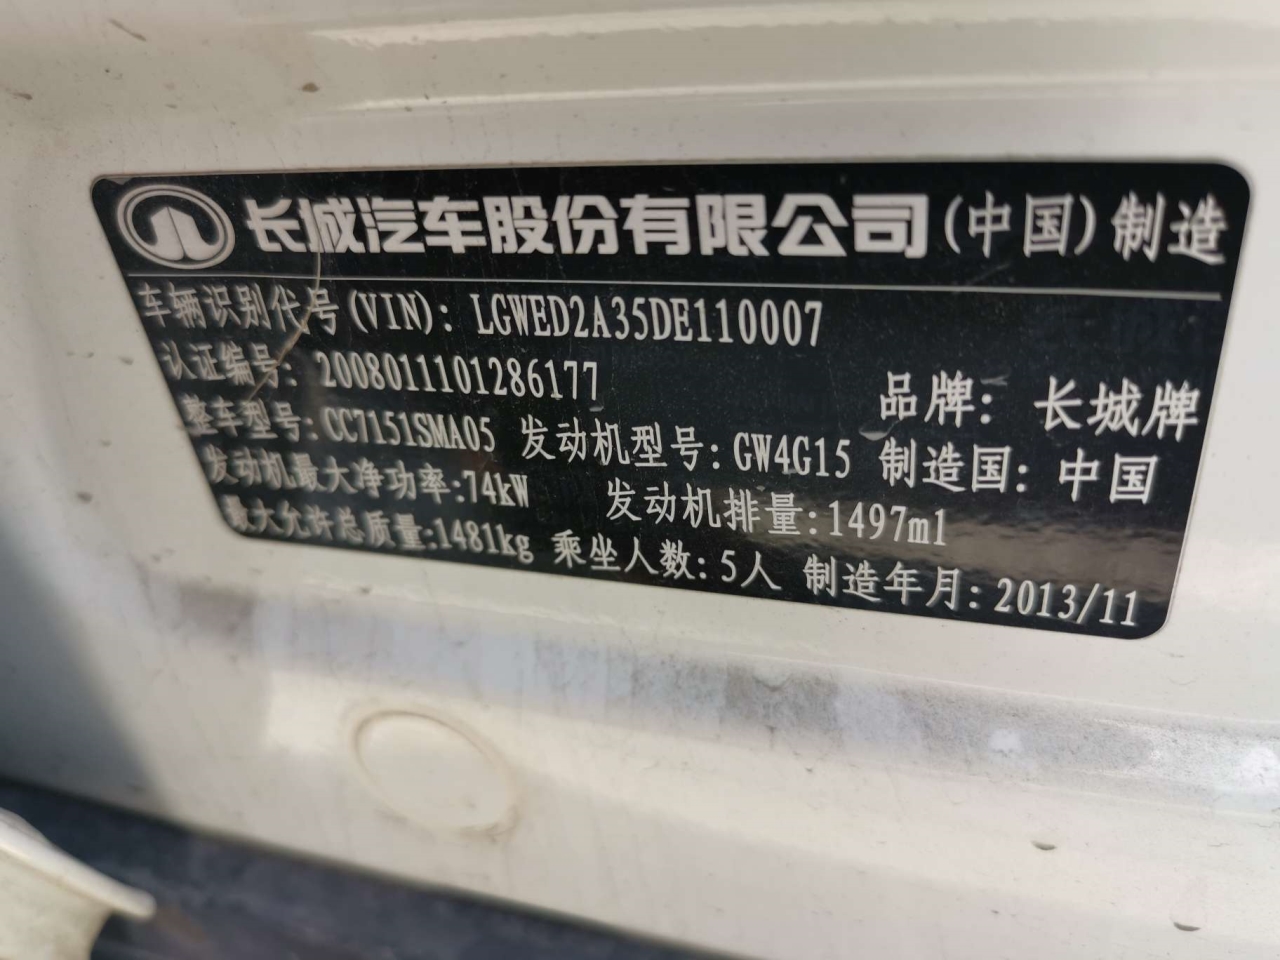 长城汽车股份有限公司(中国)制造
车辆识别代号(VIN): LGWED2A35DE110007
认证编号: 2008011101286177 品牌: 长城牌
整车型号: CC7151SMA05 发动机型号: GW4G15 制造国: 中国
发动机最大净功率:74kW 发动机排量:1497ml
最大允许总质量:1481kg 乘坐人数: 5人 制造年月: 2013/11